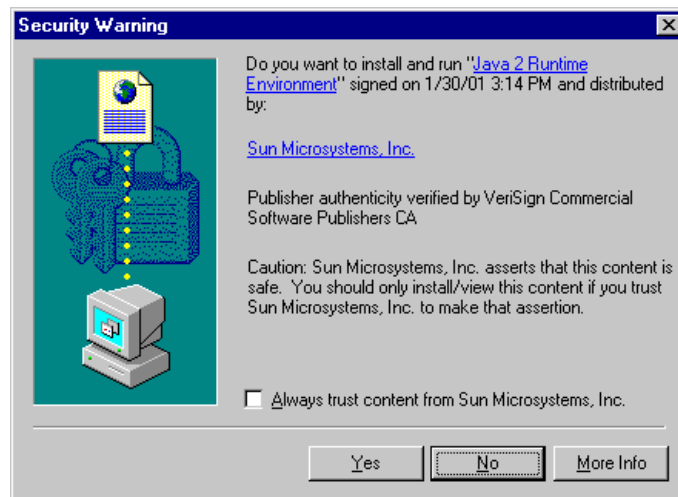 Security Warning
Do you want to install and run "Java 2 Runtime
Environment" signed on 1/30/01 3:14 PM and distributed
by:
Sun Microsystems, Inc.
Publisher authenticity verified by VeriSign Commercial
Software Publishers CA
Caution: Sun Microsystems, Inc. asserts that this content is
safe.  You should only install/view this content if you trust
Sun Microsystems, Inc. to make that assertion.
Always trust content from Sun Microsystems, Inc.
Yes No More Info